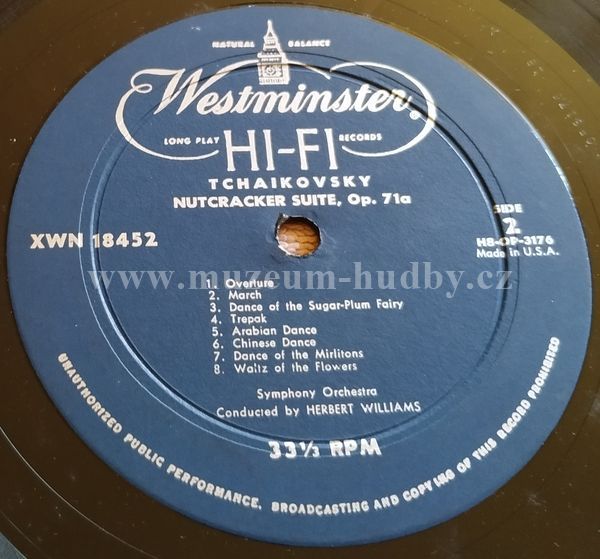 NATURAL BALANCE
Westminster®
LONG PLAY HI-FI RECORDS
TCHAIKOVSKY
NUTCRACKER SUITE, Op. 71a
SIDE
2
XWN 18452
HB-OP-3176
Made in U.S.A.
www.muzeum-hudby.cz
1. Overture
2. March
3. Dance of the Sugar-Plum Fairy
4. Trepak
5. Arabian Dance
6. Chinese Dance
7. Dance of the Mirlitons
8. Waltz of the Flowers
Symphony Orchestra
Conducted by HERBERT WILLIAMS
33⅓ RPM
UNAUTHORIZED PUBLIC PERFORMANCE, BROADCASTING AND COPYING OF THIS RECORD PROHIBITED